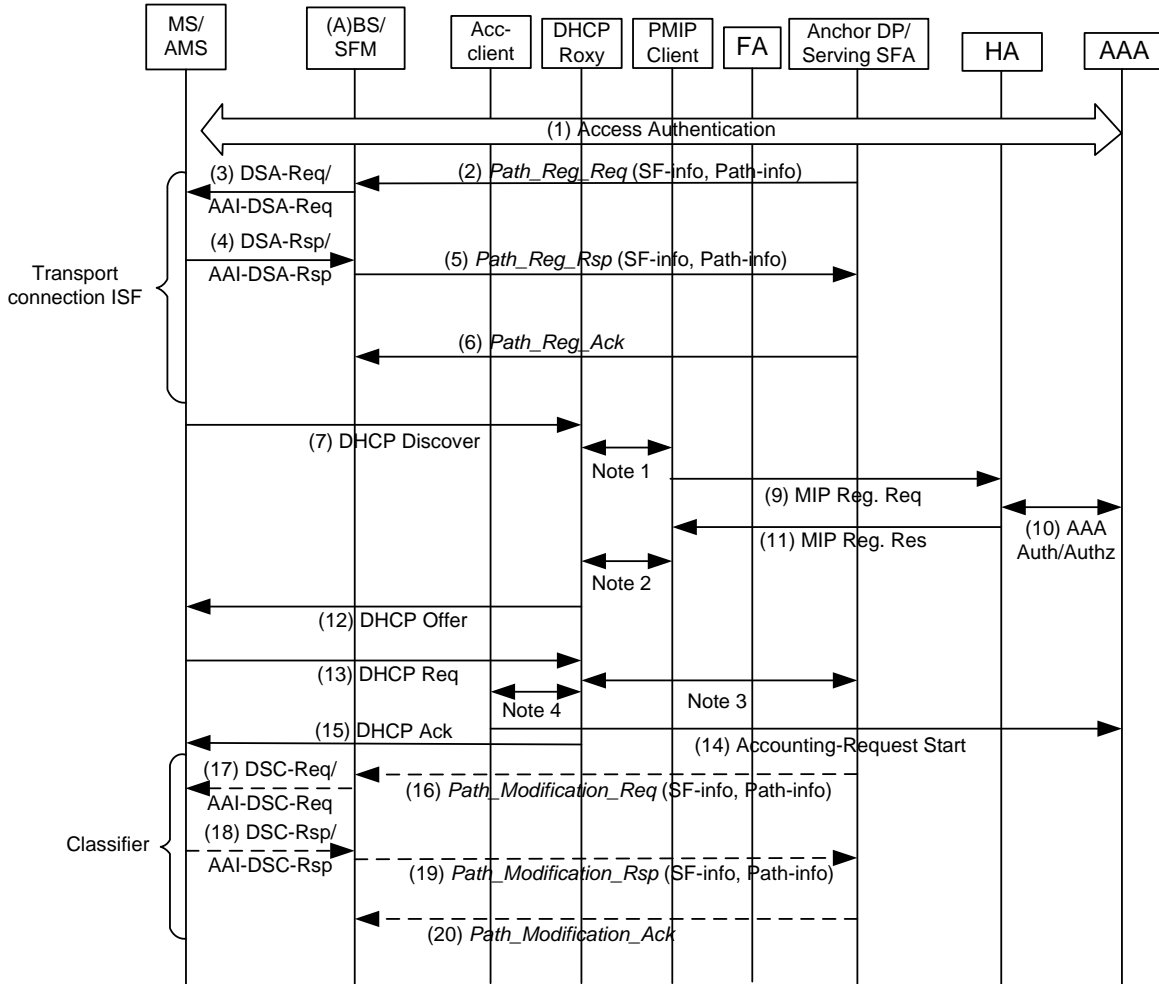 MS/
AMS
(A)BS/
SFM
Acc-
client
DHCP
Roxy
PMIP
Client
FA
Anchor DP/
Serving SFA
HA
AAA
(1) Access Authentication
(2) Path_Reg_Req (SF-info, Path-info)
(3) DSA-Req/
AAI-DSA-Req
(4) DSA-Rsp/
AAI-DSA-Rsp
(5) Path_Reg_Rsp (SF-info, Path-info)
Transport
connection ISF
(6) Path_Reg_Ack
(7) DHCP Discover
Note 1
(9) MIP Reg. Req
(10) AAA
Auth/Authz
(11) MIP Reg. Res
Note 2
(12) DHCP Offer
(13) DHCP Req
Note 3
Note 4
(15) DHCP Ack
(14) Accounting-Request Start
(17) DSC-Req/
AAI-DSC-Req
(16) Path_Modification_Req (SF-info, Path-info)
Classifier
(18) DSC-Rsp/
AAI-DSC-Rsp
(19) Path_Modification_Rsp (SF-info, Path-info)
(20) Path_Modification_Ack